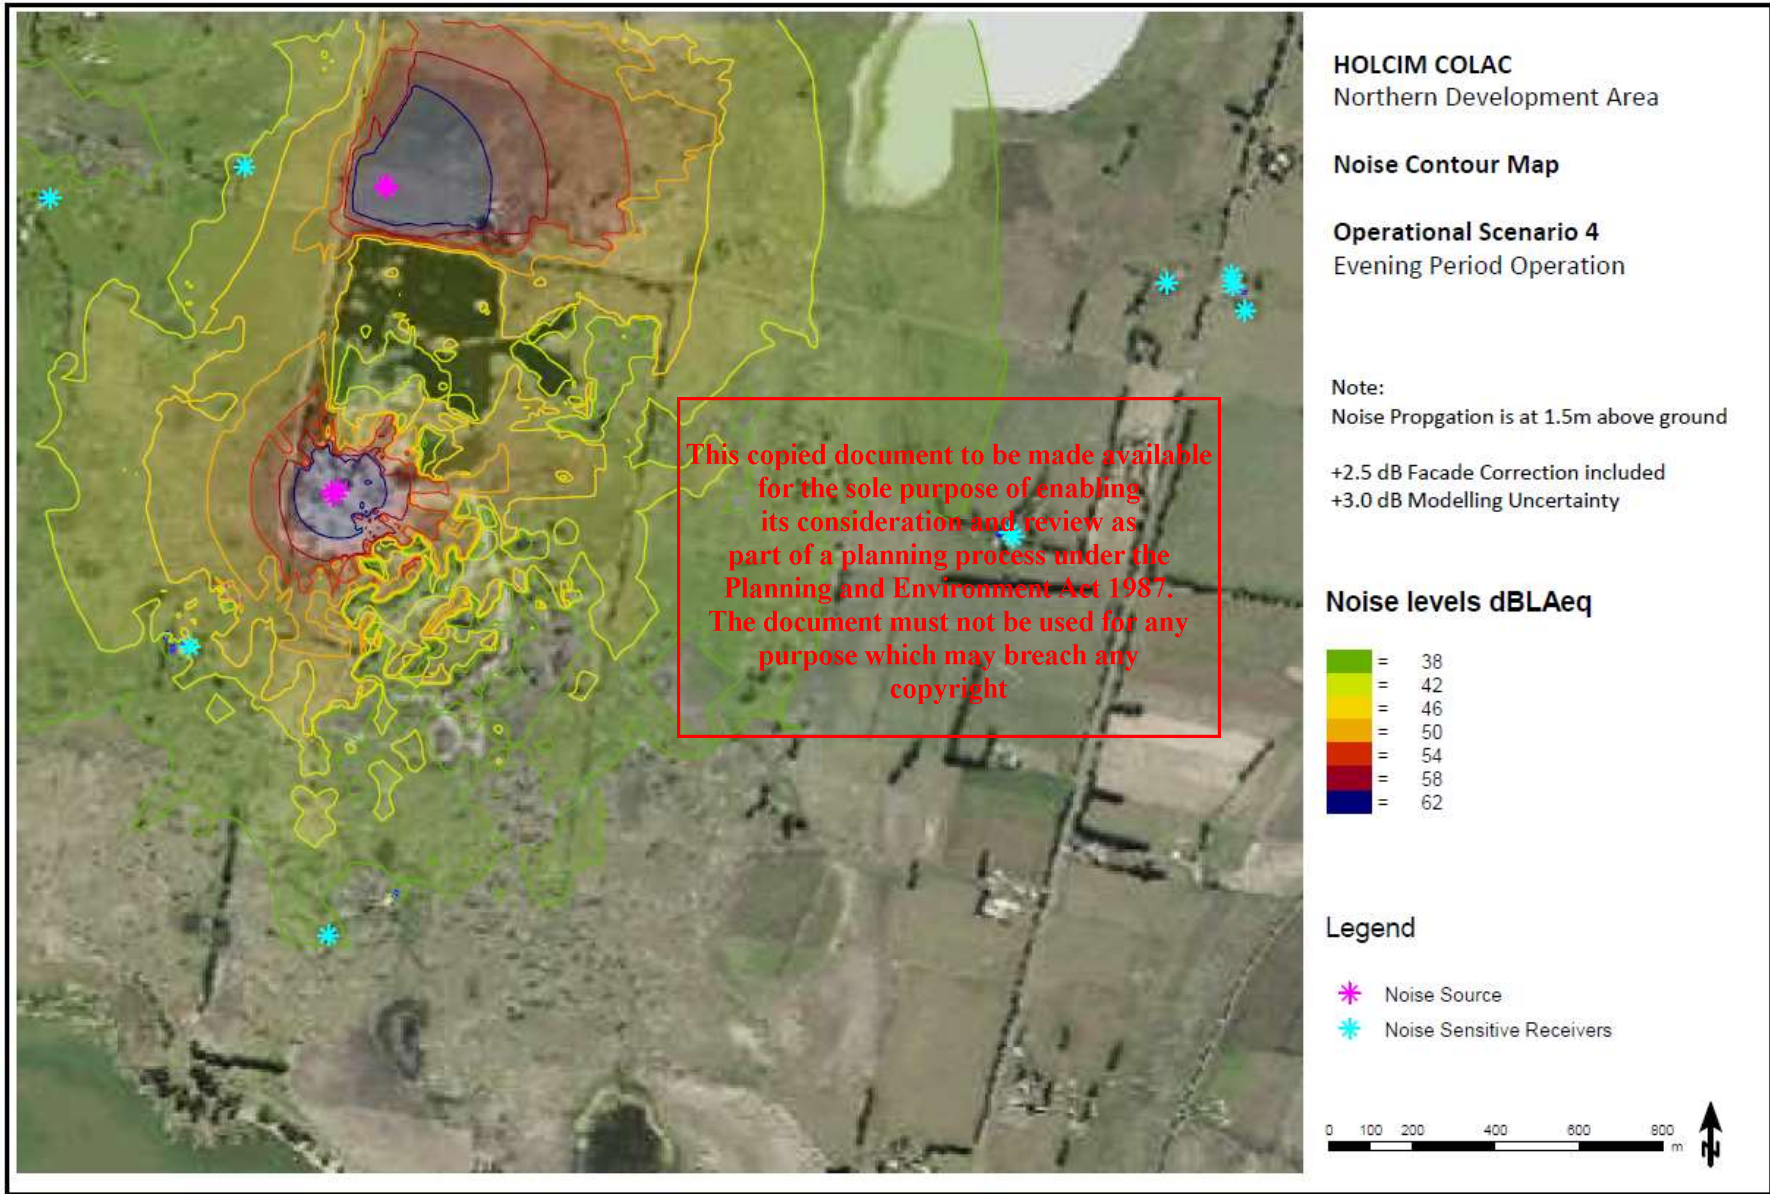 HOLCIM COLAC
Northern Development Area
Noise Contour Map
Operational Scenario 4
Evening Period Operation
Note:
Noise Propgation is at 1.5m above ground
+2.5 dB Facade Correction included
+3.0 dB Modelling Uncertainty
This copied document to be made available
for the sole purpose of enabling
its consideration and review as
part of a planning process under the
Planning and Environment Act 1987.
The document must not be used for any
purpose which may breach any
copyright
Noise levels dBLAeq
= 38
= 42
= 46
= 50
= 54
= 58
= 62
Legend
Noise Source
Noise Sensitive Receivers
0 100 200 400 600 800
m
N